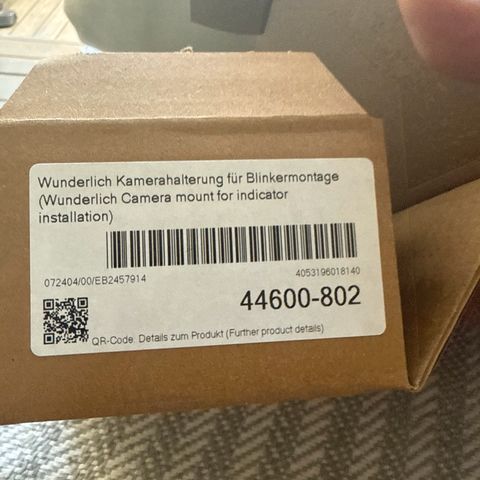 Wunderlich Kamerahalterung für Blinkermontage
(Wunderlich Camera mount for indicator
installation)
072404/00/EB2457914
4053196018140
44600-802
QR-Code: Details zum Produkt (Further product details)